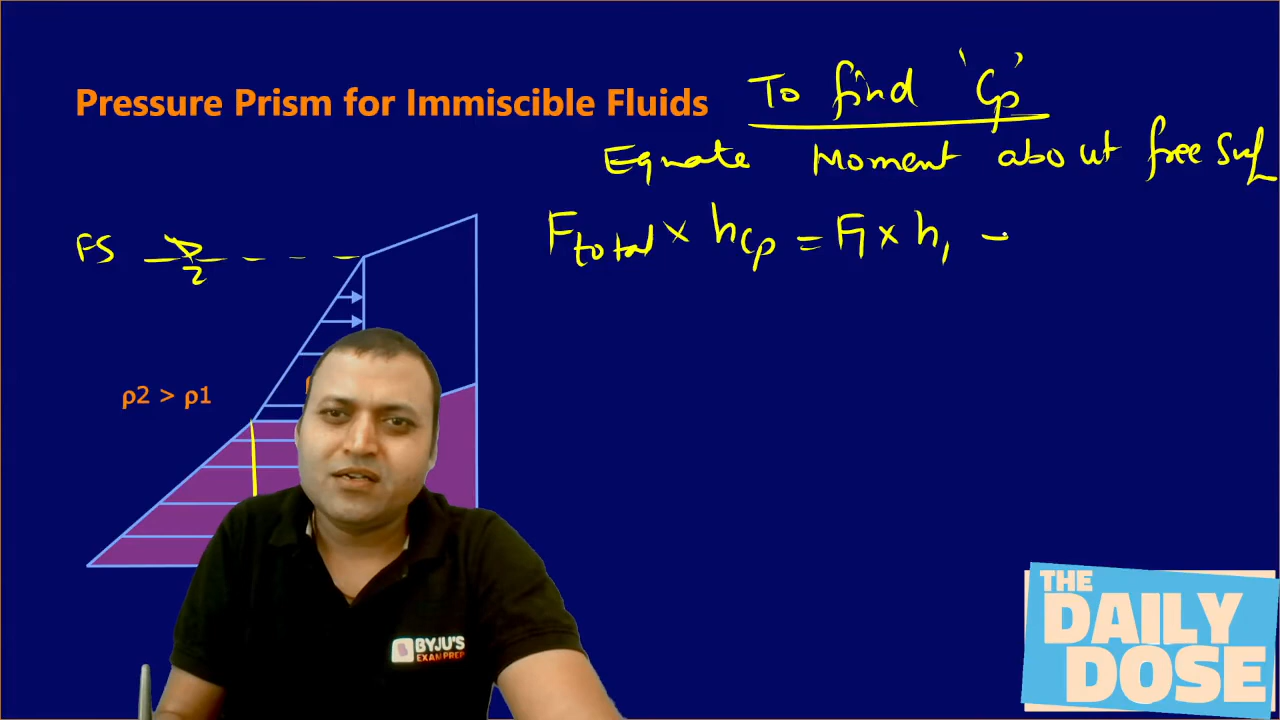 Pressure Prism for Immiscible Fluids
To find 'Cp'
Equate Moment about free Surf
FS
Ftotal × hcp = F1 × h1 -
ρ2 > ρ1
BYJU'S
EXAM PREP
THE
DAILY
DOSE